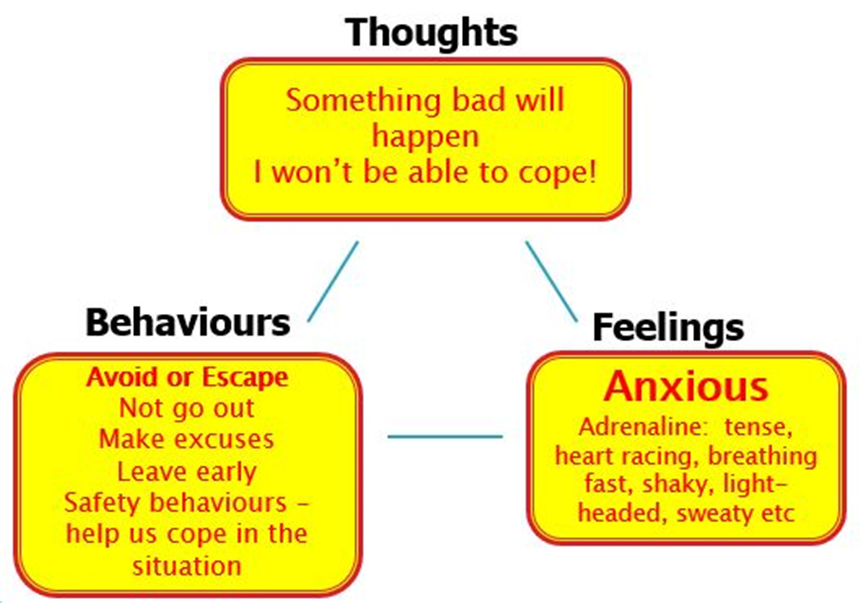 Thoughts
Something bad will
happen
I won't be able to cope!
Behaviours
Avoid or Escape
Not go out
Make excuses
Leave early
Safety behaviours –
help us cope in the
situation
Feelings
Anxious
Adrenaline: tense,
heart racing, breathing
fast, shaky, light-
headed, sweaty etc